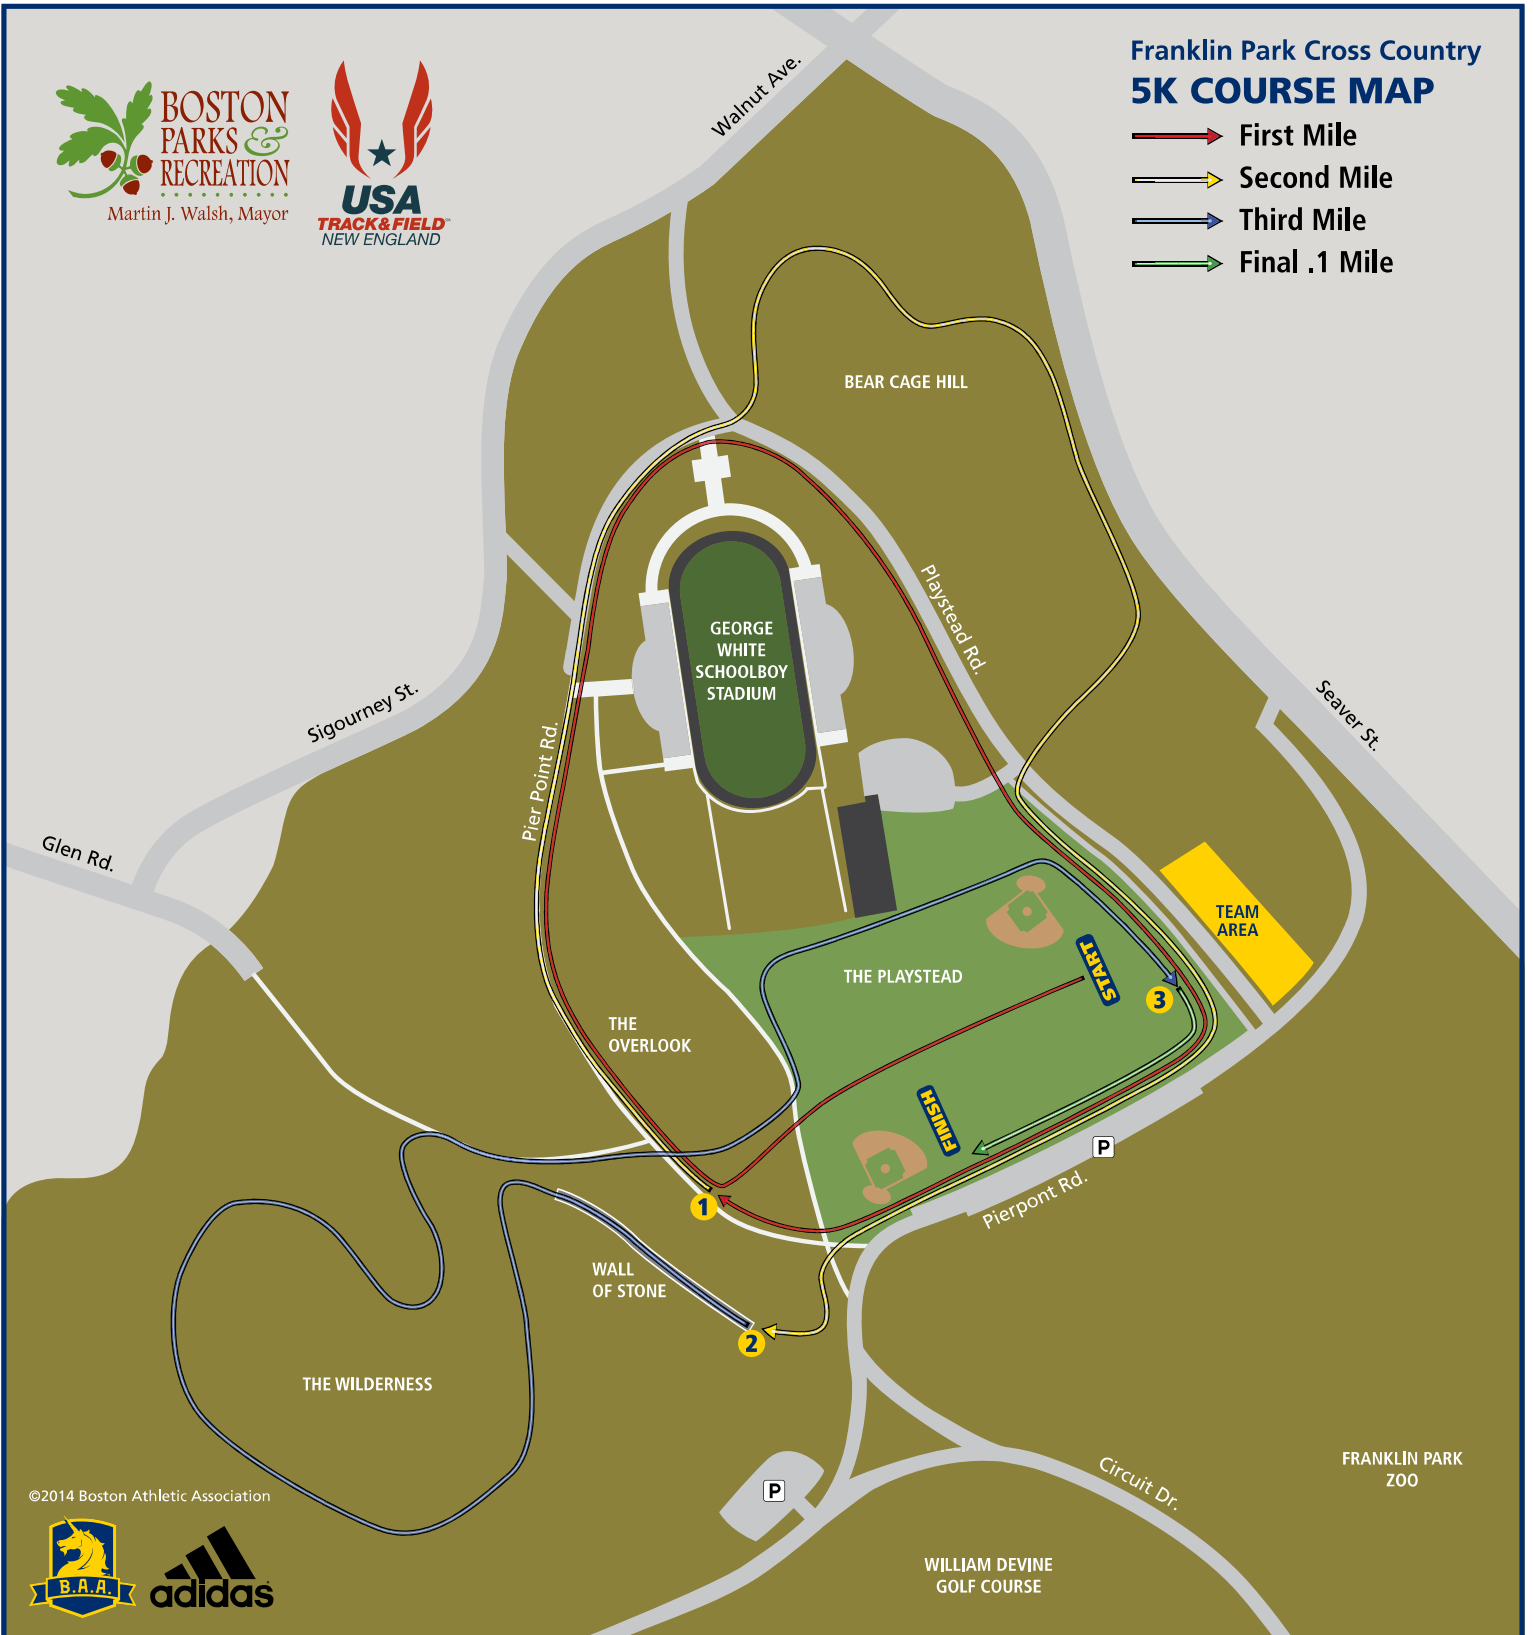 BOSTON
PARKS &
RECREATION
Martin J. Walsh, Mayor
USA
TRACK&FIELD
NEW ENGLAND
Franklin Park Cross Country
5K COURSE MAP
First Mile
Second Mile
Third Mile
Final .1 Mile
Walnut Ave.
BEAR CAGE HILL
Playstead Rd.
GEORGE
WHITE
SCHOOLBOY
STADIUM
Sigourney St.
Seaver St.
Pier Point Rd.
Glen Rd.
TEAM
AREA
START
THE PLAYSTEAD
3
THE
OVERLOOK
FINISH
P
1
Pierpont Rd.
WALL
OF STONE
2
THE WILDERNESS
FRANKLIN PARK
ZOO
Circuit Dr.
P
©2014 Boston Athletic Association
B.A.A.
adidas
WILLIAM DEVINE
GOLF COURSE